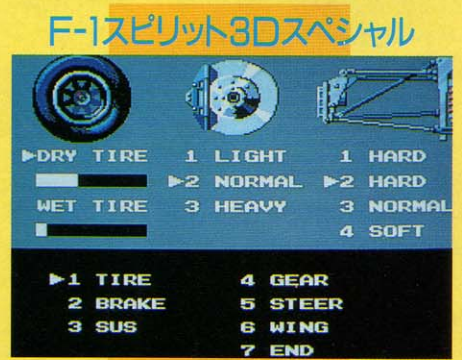 F-1スピリット3Dスペシャル
▶DRY TIRE
WET TIRE
1 LIGHT
▶2 NORMAL
3 HEAVY
1 HARD
▶2 HARD
3 NORMAL
4 SOFT
▶1 TIRE
2 BRAKE
3 SUS
4 GEAR
5 STEER
6 WING
7 END